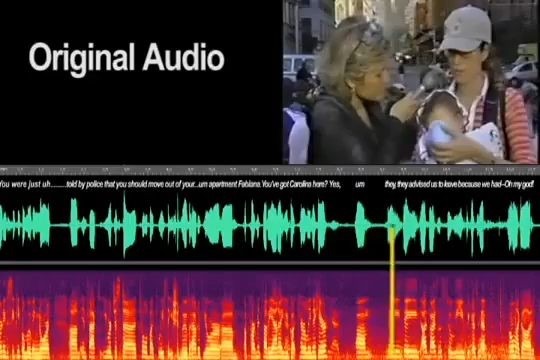 Original Audio
You were just uh.......told by police that you should move out of your...um apartment Fabiana. You've got Carolina here? Yes, um they, they advised us to leave because we had--Oh my god!